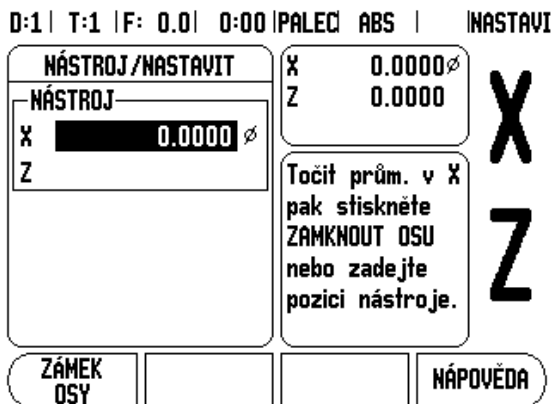 D:1 | T:1 | F: 0.0 | 0:00 | PALEC | ABS | | NASTAVI
NÁSTROJ/NASTAVIT
NÁSTROJ
X 0.0000 ⌀
Z
X 0.0000⌀
Z 0.0000
Točit prům. v X
pak stiskněte
ZAMKNOUT OSU
nebo zadejte
pozici nástroje.
X
Z
ZÁMEK
OSY
NÁPOVĚDA